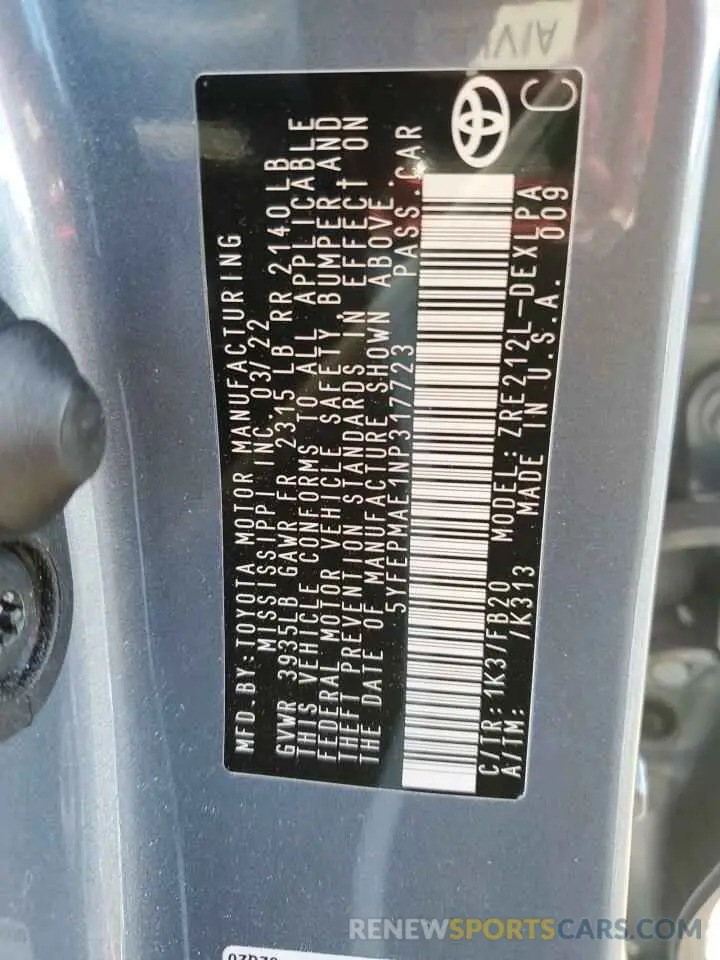 MFD.BY:TOYOTA MOTOR MANUFACTURING
MISSISSIPPI INC. 03/22
GVWR 3935LB GAWR FR 2315 LB RR 2140LB
THIS VEHICLE CONFORMS TO ALL APPLICABLE
FEDERAL MOTOR VEHICLE SAFETY, BUMPER AND
THEFT PREVENTION STANDARDS IN EFFECT ON
THE DATE OF MANUFACTURE SHOWN ABOVE.
5YFEPMAE1NP317723 PASS.CAR
C/TR:1K3/FB20 MODEL:ZRE212L-DEXLPA
A/TM: /K313 MADE IN U.S.A. 009
C
RENEWSPORTSCARS.COM